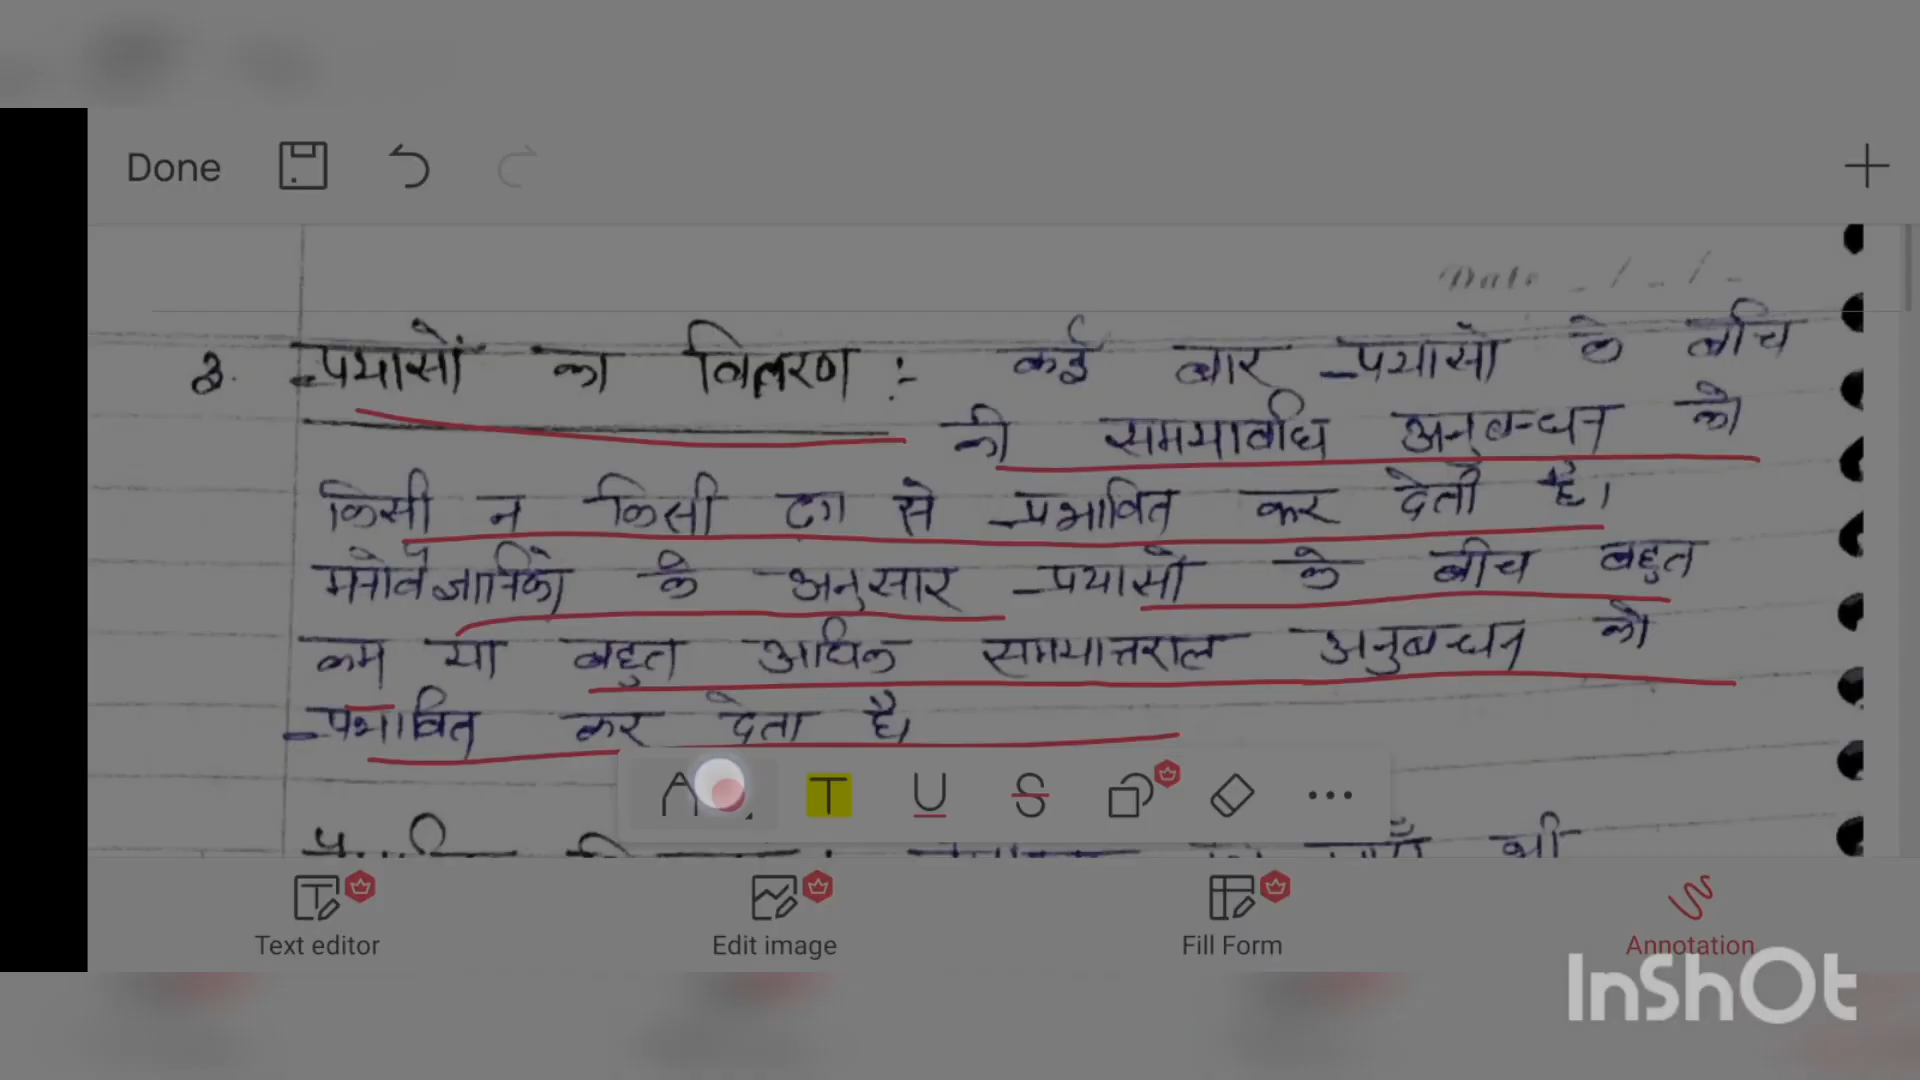 Done
Date _/_/_
3. प्रयासों का वितरण :- कई बार प्रयासो के बीच
की समयावधि अनुबन्धन को
किसी न किसी ढंग से प्रभावित कर देती है।
मनोवैज्ञानिको के अनुसार प्रयासो के बीच बहुत
कम या बहुत अधिक समयान्तराल अनुबन्धन को
प्रभावित कर देता है।
T U S
भी
Text editor Edit image Fill Form Annotation
InShOt